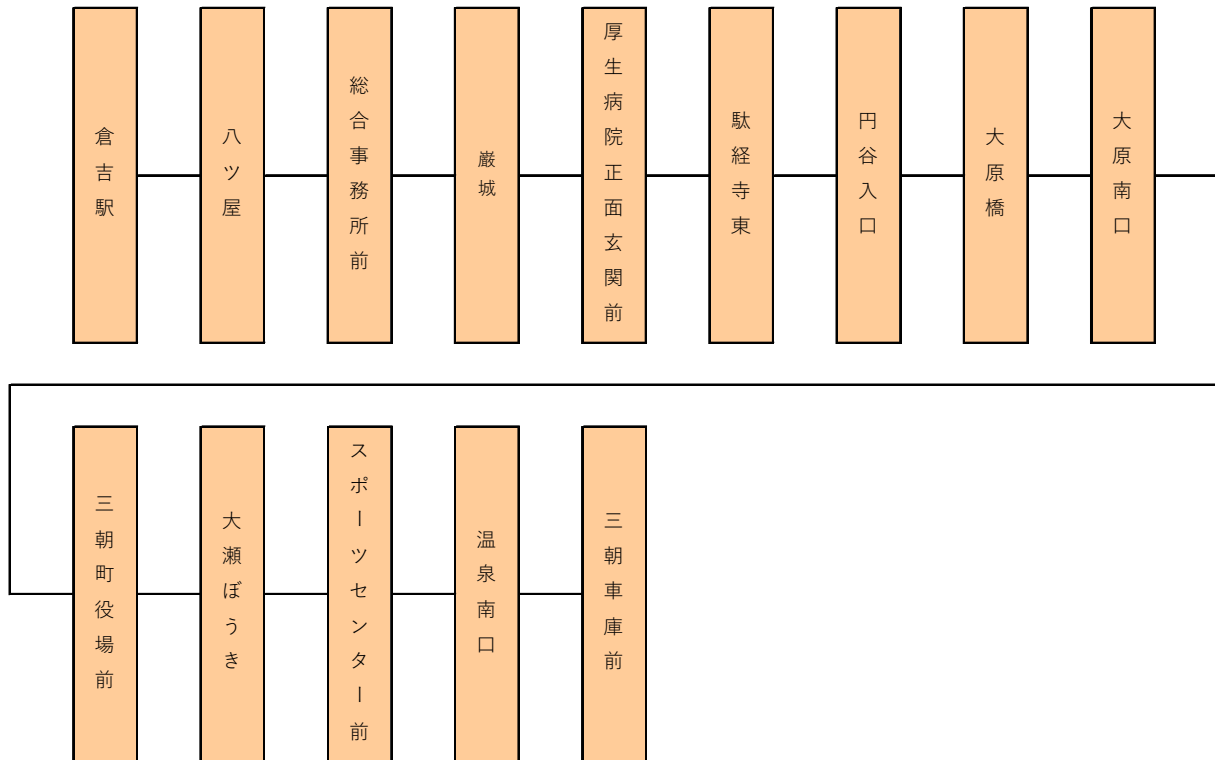 倉吉駅
八ツ屋
総合事務所前
巌城
厚生病院正面玄関前
駄経寺東
円谷入口
大原橋
大原南口
三朝町役場前
大瀬ぼうき
スポーツセンター前
温泉南口
三朝車庫前